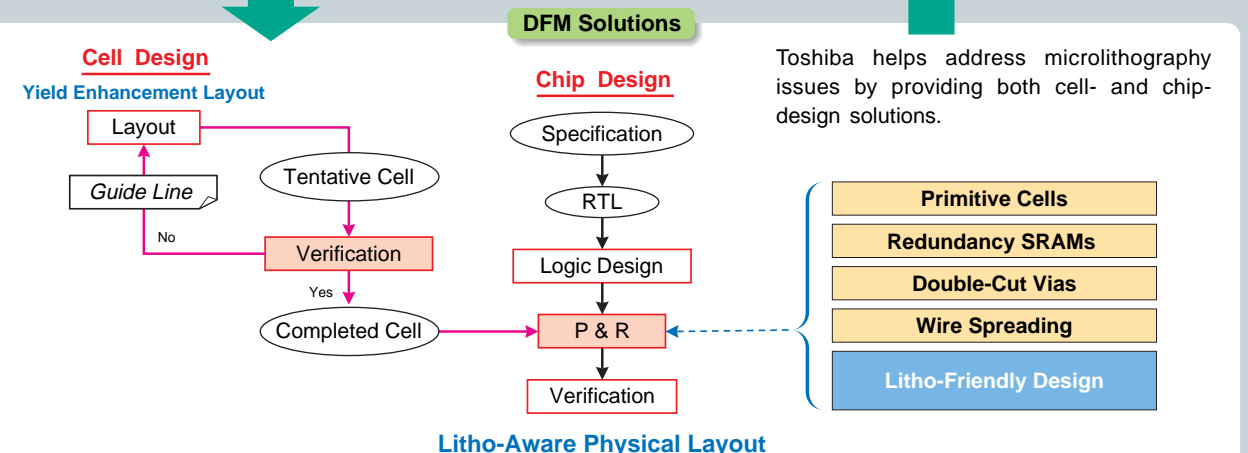 DFM Solutions
Cell Design
Yield Enhancement Layout
Layout
Guide Line
Tentative Cell
No
Verification
Yes
Completed Cell
Chip Design
Specification
RTL
Logic Design
P & R
Verification
Litho-Aware Physical Layout
Toshiba helps address microlithography
issues by providing both cell- and chip-
design solutions.
Primitive Cells
Redundancy SRAMs
Double-Cut Vias
Wire Spreading
Litho-Friendly Design